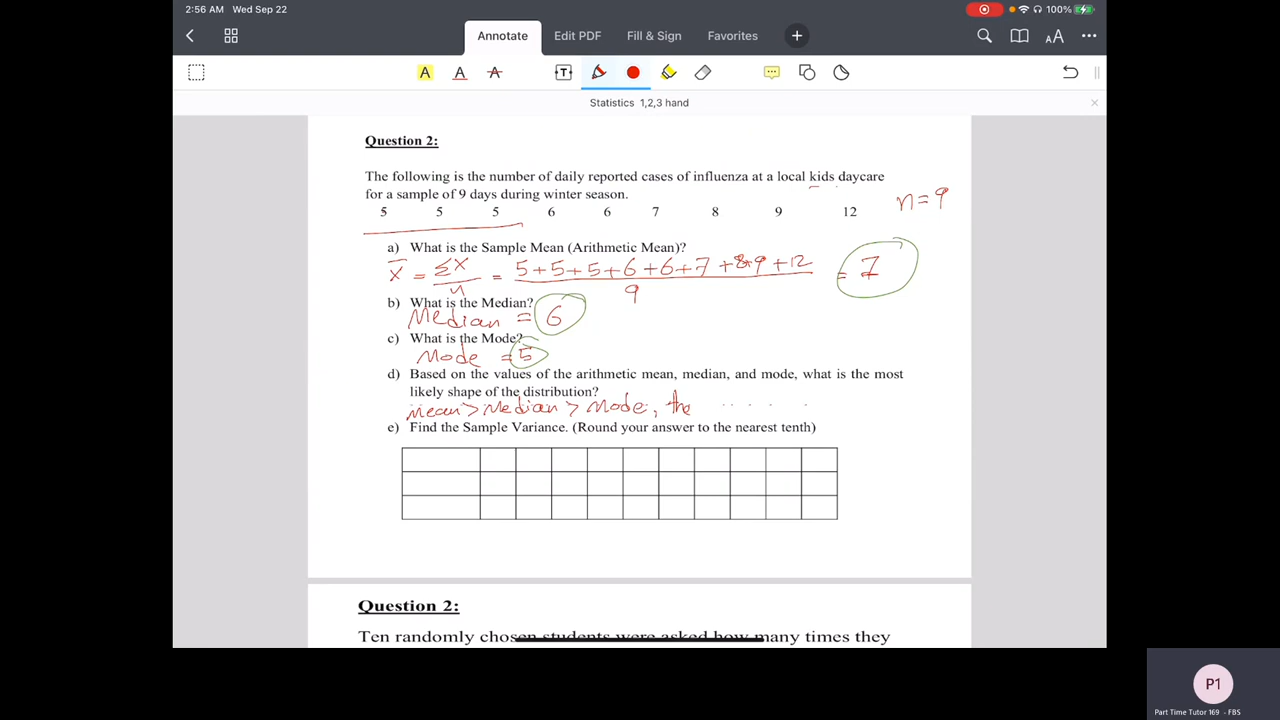 2:56 AM Wed Sep 22
100%
Annotate Edit PDF Fill & Sign Favorites
Statistics 1,2,3 hand
Question 2:
The following is the number of daily reported cases of influenza at a local kids daycare
for a sample of 9 days during winter season.
n=9
5 5 5 6 6 7 8 9 12
a) What is the Sample Mean (Arithmetic Mean)?
x̄ = Σx/n = 5+5+5+6+6+7+8+9+12/9 = 7
b) What is the Median?
Median = 6
c) What is the Mode?
Mode = 5
d) Based on the values of the arithmetic mean, median, and mode, what is the most
likely shape of the distribution?
Mean > Median > Mode, the
e) Find the Sample Variance. (Round your answer to the nearest tenth)
Question 2:
Ten randomly chosen students were asked how many times they
P1
Part Time Tutor 169 - FBS